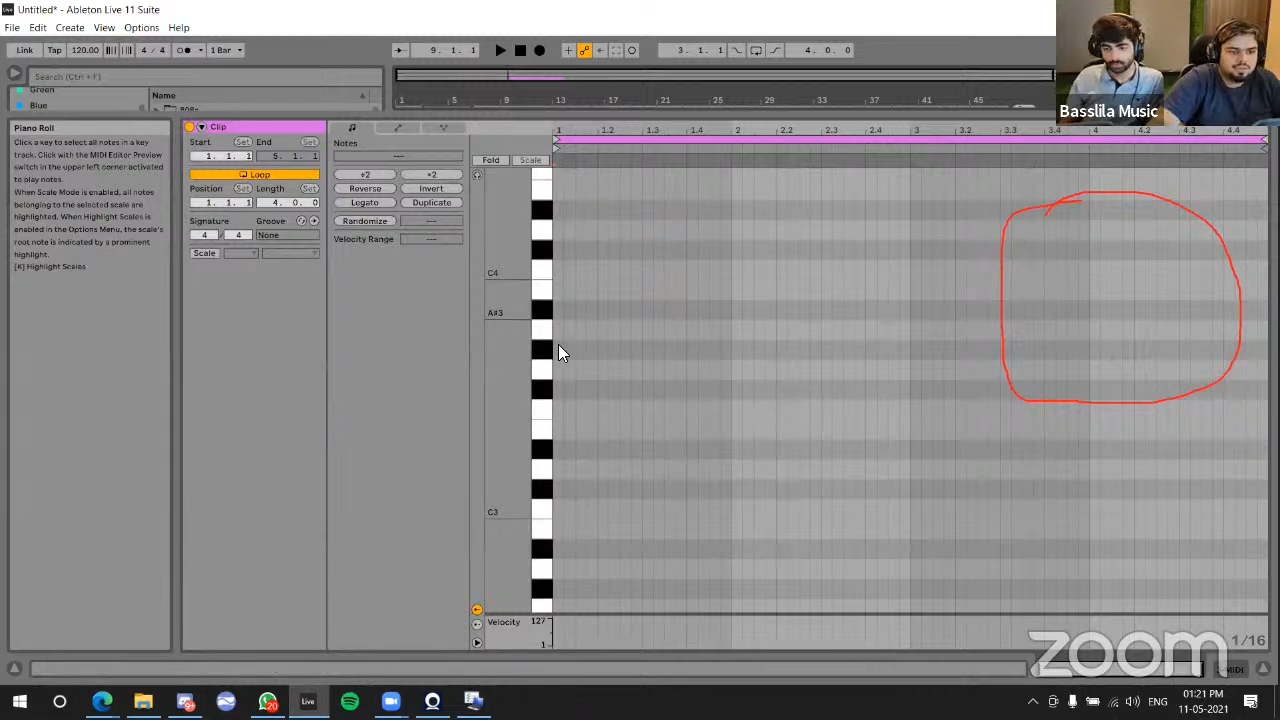 Untitled* - Ableton Live 11 Suite
File Edit Create View Options Help
Link Tap 120.00 4 / 4 1 Bar 9. 1. 1 3. 1. 1 4. 0. 0
Search (Ctrl + F)
Green
Blue
Name
1 5 9 13 17 21 25 29 33 37 41 45
Basslila Music
Piano Roll
Click a key to select all notes in a key
track. Click with the MIDI Editor Preview
switch in the upper left corner activated
to play notes.
When Scale Mode is enabled, all notes
belonging to the selected scale are
highlighted. When Highlight Scales is
enabled in the Options Menu, the scale's
root note is indicated by a prominent
highlight.
[K] Highlight Scales
Clip
Start Set End Set
1. 1. 1 5. 1. 1
Loop
Position Set Length Set
1. 1. 1 4. 0. 0
Signature Groove
4 / 4 None
Scale
Notes
÷2 ×2
Reverse Invert
Legato Duplicate
Randomize
Velocity Range
Fold Scale
1 1.2 1.3 1.4 2 2.2 2.3 2.4 3 3.2 3.3 3.4 4 4.2 4.3 4.4
C4
A#3
C3
Velocity 127
1
1/16
zoom
-MIDI
Live
20
ENG
01:21 PM
11-05-2021